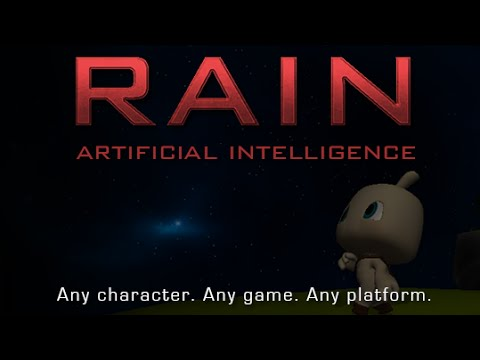 RAIN
ARTIFICIAL INTELLIGENCE
Any character. Any game. Any platform.